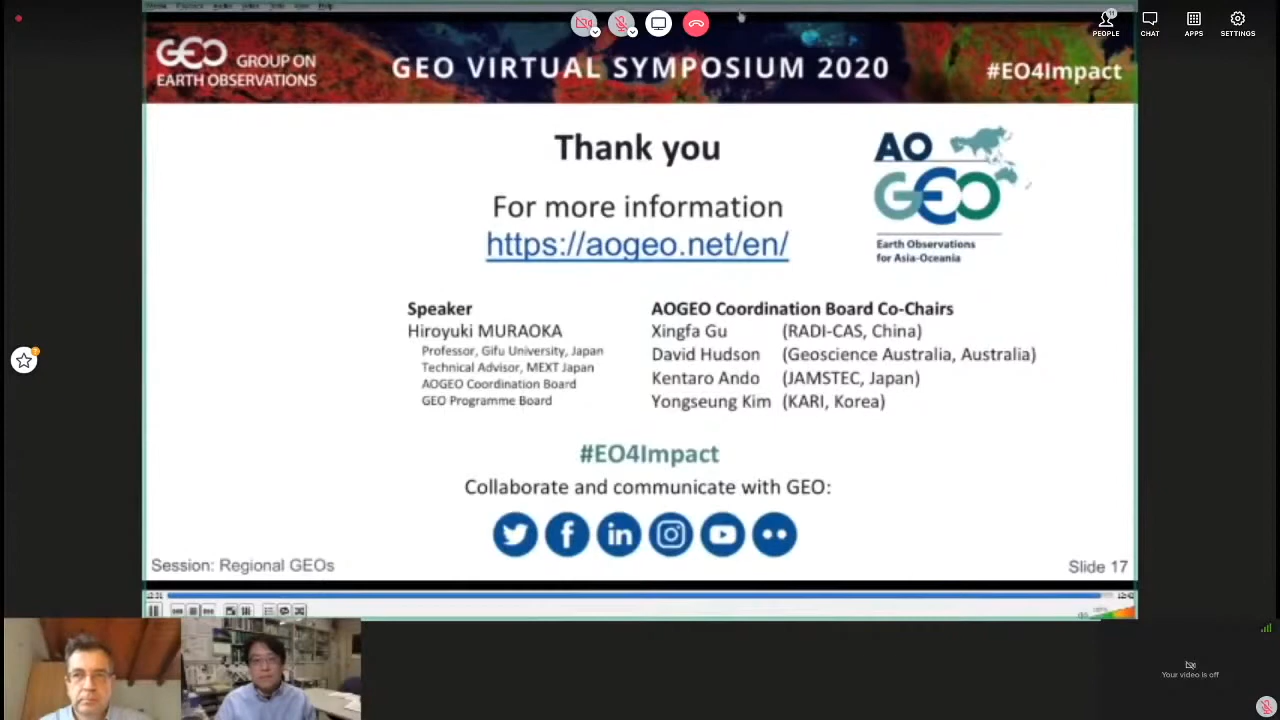 11
PEOPLE
CHAT
APPS
SETTINGS
GEO GROUP ON
EARTH OBSERVATIONS
GEO VIRTUAL SYMPOSIUM 2020
#EO4Impact
Thank you
For more information
https://aogeo.net/en/
AO
GEO
Earth Observations
for Asia-Oceania
Speaker
Hiroyuki MURAOKA
Professor, Gifu University, Japan
Technical Advisor, MEXT Japan
AOGEO Coordination Board
GEO Programme Board
AOGEO Coordination Board Co-Chairs
Xingfa Gu (RADI-CAS, China)
David Hudson (Geoscience Australia, Australia)
Kentaro Ando (JAMSTEC, Japan)
Yongseung Kim (KARI, Korea)
#EO4Impact
Collaborate and communicate with GEO:
Session: Regional GEOs
Slide 17
Your video is off